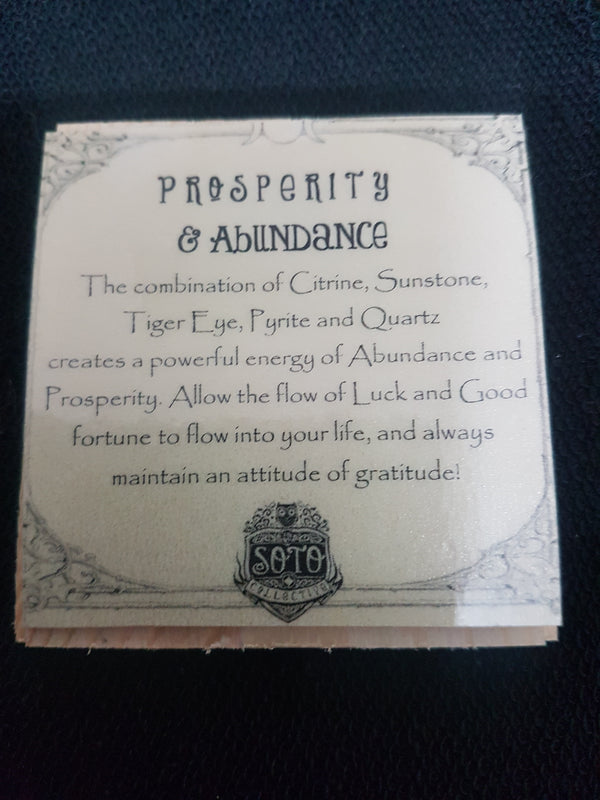 PROSPERITY
& AbUNDANCE
The combination of Citrine, Sunstone,
Tiger Eye, Pyrite and Quartz
creates a powerful energy of Abundance and
Prosperity. Allow the flow of Luck and Good
fortune to flow into your life, and always
maintain an attitude of gratitude!
SOTO
COLLECTIVE